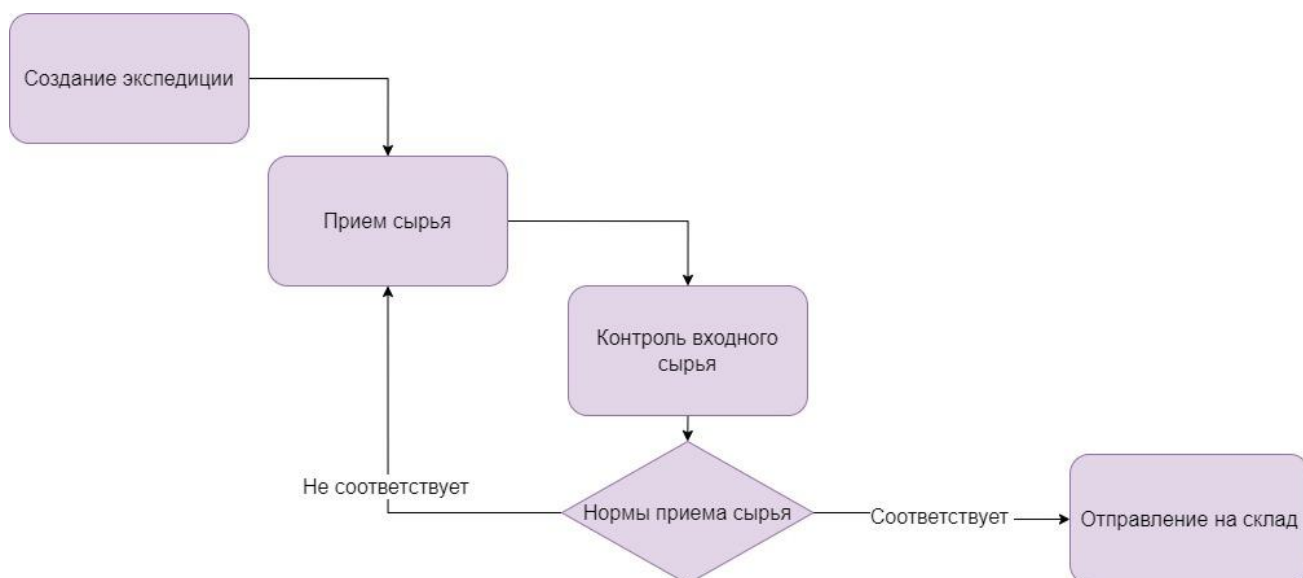 Создание экспедиции
Прием сырья
Контроль входного
сырья
Не соответствует
Нормы приема сырья
Соответствует
Отправление на склад